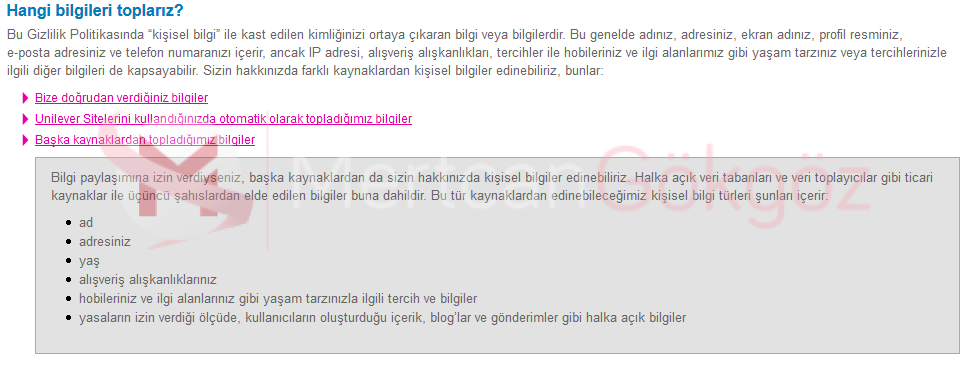 Hangi bilgileri toplarız?
Bu Gizlilik Politikasında “kişisel bilgi” ile kast edilen kimliğinizi ortaya çıkaran bilgi veya bilgilerdir. Bu genelde adınız, adresiniz, ekran adınız, profil resminiz,
e-posta adresiniz ve telefon numaranızı içerir, ancak IP adresi, alışveriş alışkanlıkları, tercihler ile hobileriniz ve ilgi alanlarımız gibi yaşam tarzınız veya tercihlerinizle
ilgili diğer bilgileri de kapsayabilir. Sizin hakkınızda farklı kaynaklardan kişisel bilgiler edinebiliriz, bunlar:
Bize doğrudan verdiğiniz bilgiler
Unilever Sitelerini kullandığınızda otomatik olarak topladığımız bilgiler
Başka kaynaklardan topladığımız bilgiler
Bilgi paylaşımına izin verdiyseniz, başka kaynaklardan da sizin hakkınızda kişisel bilgiler edinebiliriz. Halka açık veri tabanları ve veri toplayıcılar gibi ticari
kaynaklar ile üçüncü şahıslardan elde edilen bilgiler buna dahildir. Bu tür kaynaklardan edinebileceğimiz kişisel bilgi türleri şunları içerir:
Mertcan Gökgöz
• ad
• adresiniz
• yaş
• alışveriş alışkanlıklarınız
• hobileriniz ve ilgi alanlarınız gibi yaşam tarzınızla ilgili tercih ve bilgiler
• yasaların izin verdiği ölçüde, kullanıcıların oluşturduğu içerik, blog’lar ve gönderimler gibi halka açık bilgiler